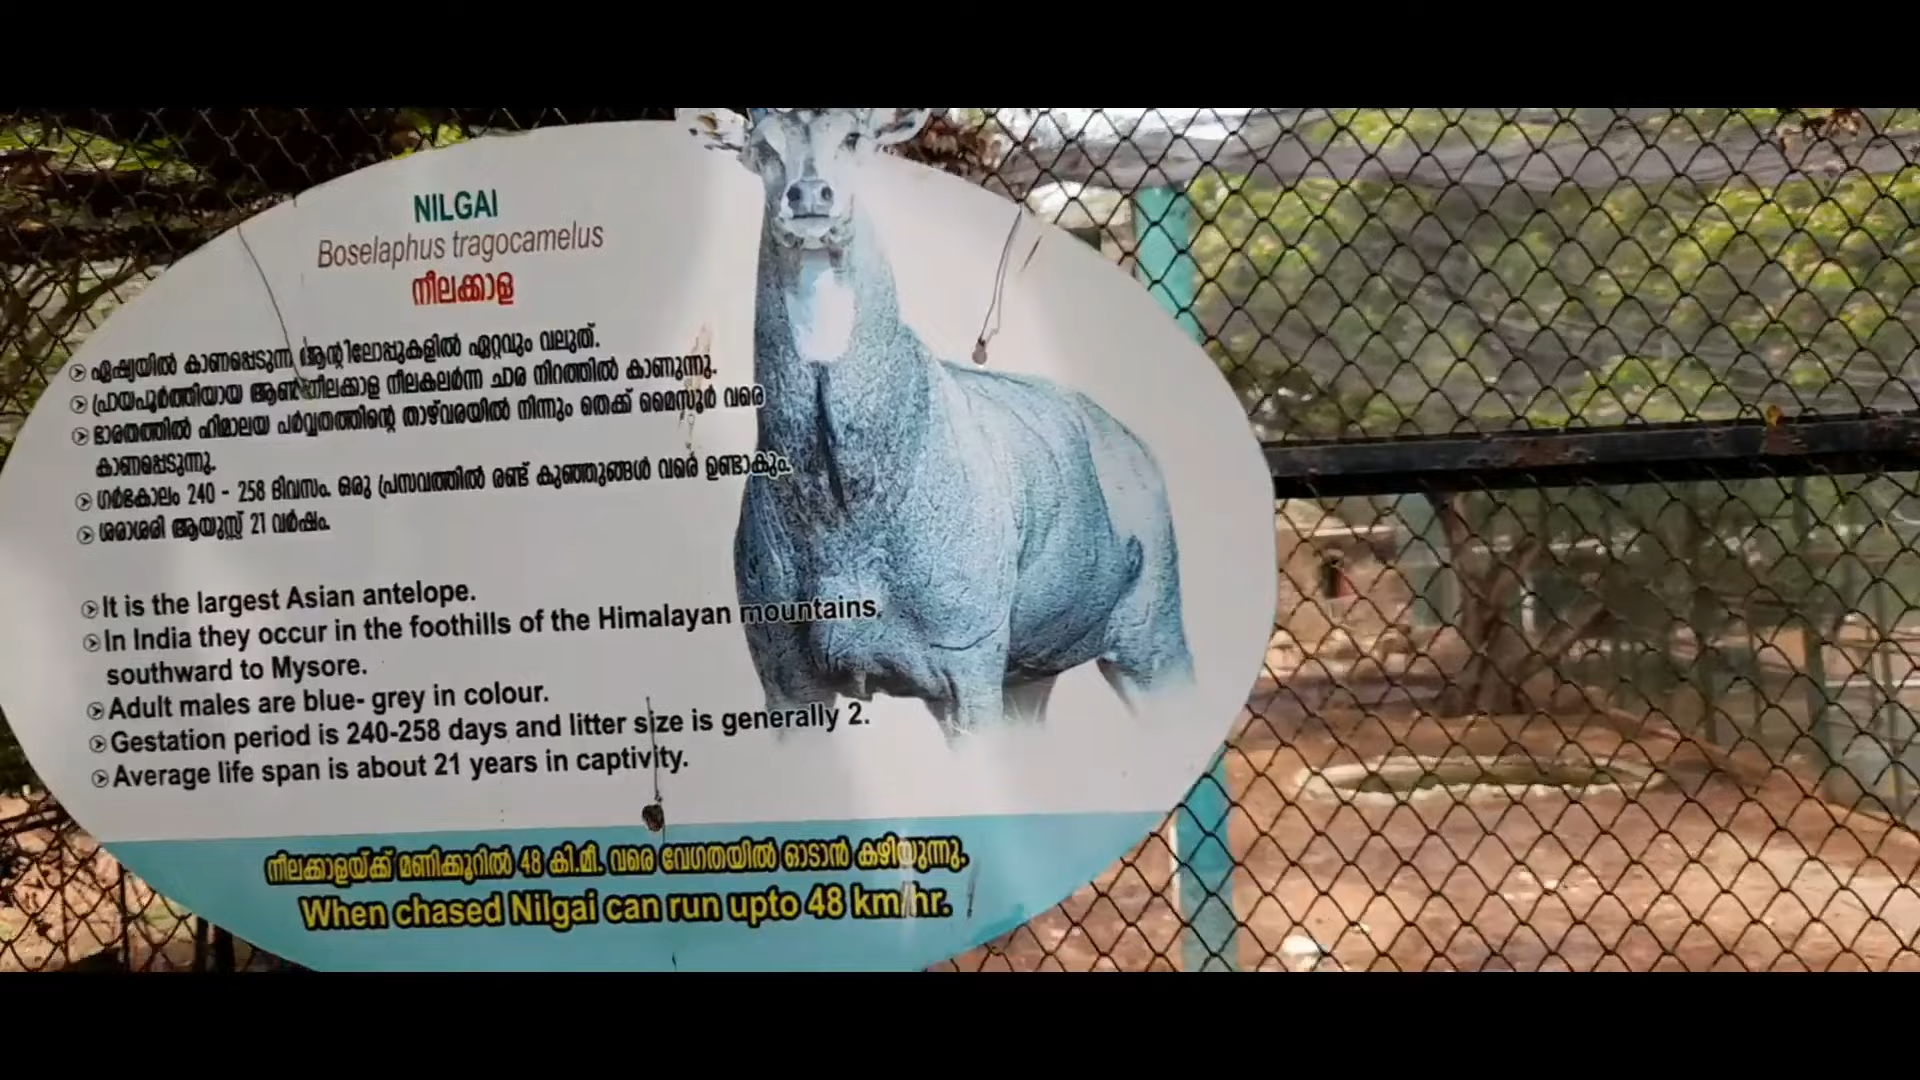 NILGAI
Boselaphus tragocamelus
നീലക്കാള
ഏഷ്യയിൽ കാണപ്പെടുന്ന ആന്റിലോപ്പുകളിൽ ഏറ്റവും വലുത്.
പ്രായപൂർത്തിയായ ആൺ നീലക്കാള നീലകലർന്ന ചാര നിറത്തിൽ കാണുന്നു.
ഭാരതത്തിൽ ഹിമാലയ പർവ്വതത്തിന്റെ താഴ്‌വരയിൽ നിന്നും തെക്ക് മൈസൂർ വരെ
കാണപ്പെടുന്നു.
ഗർഭകാലം 240 - 258 ദിവസം. ഒരു പ്രസവത്തിൽ രണ്ട് കുഞ്ഞുങ്ങൾ വരെ ഉണ്ടാകും.
ശരാശരി ആയുസ്സ് 21 വർഷം.
It is the largest Asian antelope.
In India they occur in the foothills of the Himalayan mountains,
southward to Mysore.
Adult males are blue- grey in colour.
Gestation period is 240-258 days and litter size is generally 2.
Average life span is about 21 years in captivity.
നീലക്കാളയ്ക്ക് മണിക്കൂറിൽ 48 കി.മീ. വരെ വേഗതയിൽ ഓടാൻ കഴിയുന്നു.
When chased Nilgai can run upto 48 km/hr.